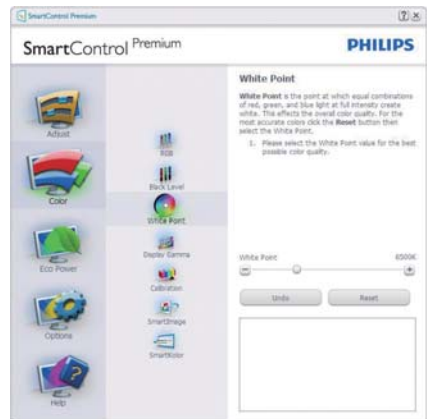 SmartControl Premium
SmartControl Premium
PHILIPS
Adjust
Color
Eco Power
Options
Help
RGB
Black Level
White Point
Display Gamma
Calibration
SmartImage
SmartKolor
White Point
White Point is the point at which equal combinations
of red, green, and blue light at full intensity create
white. This effects the overall color quality. For the
most accurate colors click the Reset button then
select the White Point.
1. Please select the White Point value for the best
possible color quality.
White Point 6500K
Undo Reset